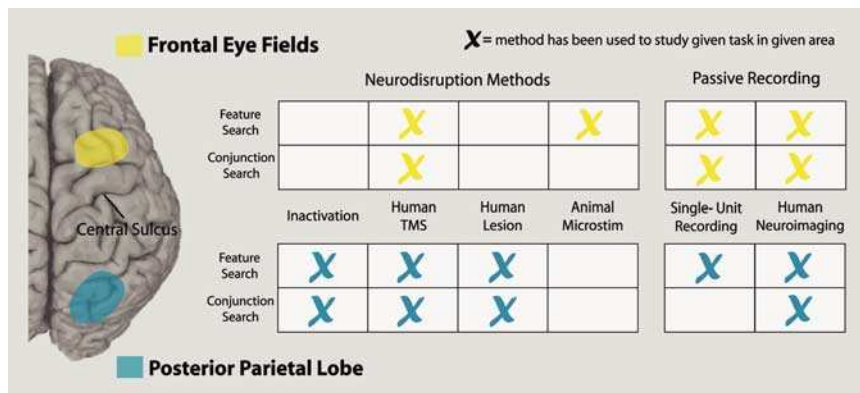 Frontal Eye Fields
X = method has been used to study given task in given area
Neurodisruption Methods
Passive Recording
Feature
Search
X X X X
Conjunction
Search
X X X
Central Sulcus
Inactivation
Human
TMS
Human
Lesion
Animal
Microstim
Single- Unit
Recording
Human
Neuroimaging
Feature
Search
X X X X X
Conjunction
Search
X X X X
Posterior Parietal Lobe